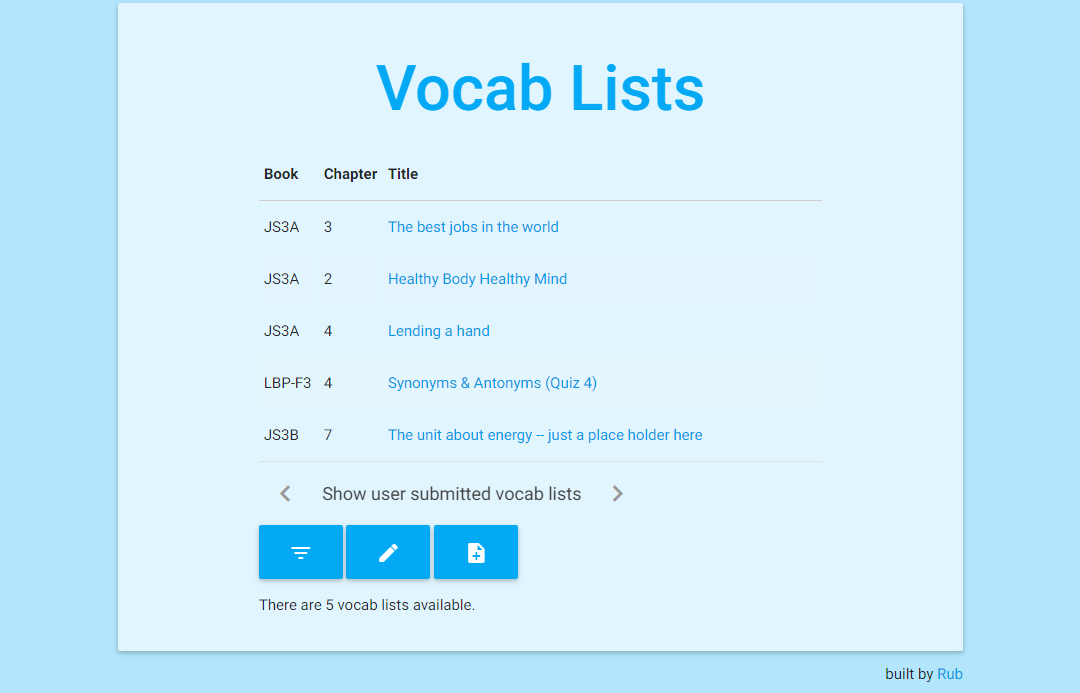 Vocab Lists
Book Chapter Title
JS3A 3 The best jobs in the world
JS3A 2 Healthy Body Healthy Mind
JS3A 4 Lending a hand
LBP-F3 4 Synonyms & Antonyms (Quiz 4)
JS3B 7 The unit about energy -- just a place holder here
Show user submitted vocab lists
There are 5 vocab lists available.
built by Rub